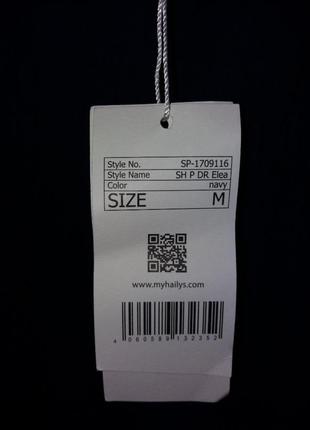 Style No. SP-1709116
Style Name SH P DR Elea
Color navy
SIZE M
www.myhailys.com
4 060589 132352